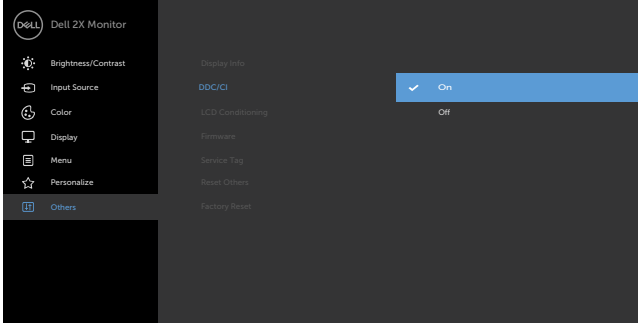 DELL Dell 2X Monitor
Brightness/Contrast
Input Source
Color
Display
Menu
Personalize
Others
Display Info
DDC/CI
LCD Conditioning
Firmware
Service Tag
Reset Others
Factory Reset
On
Off